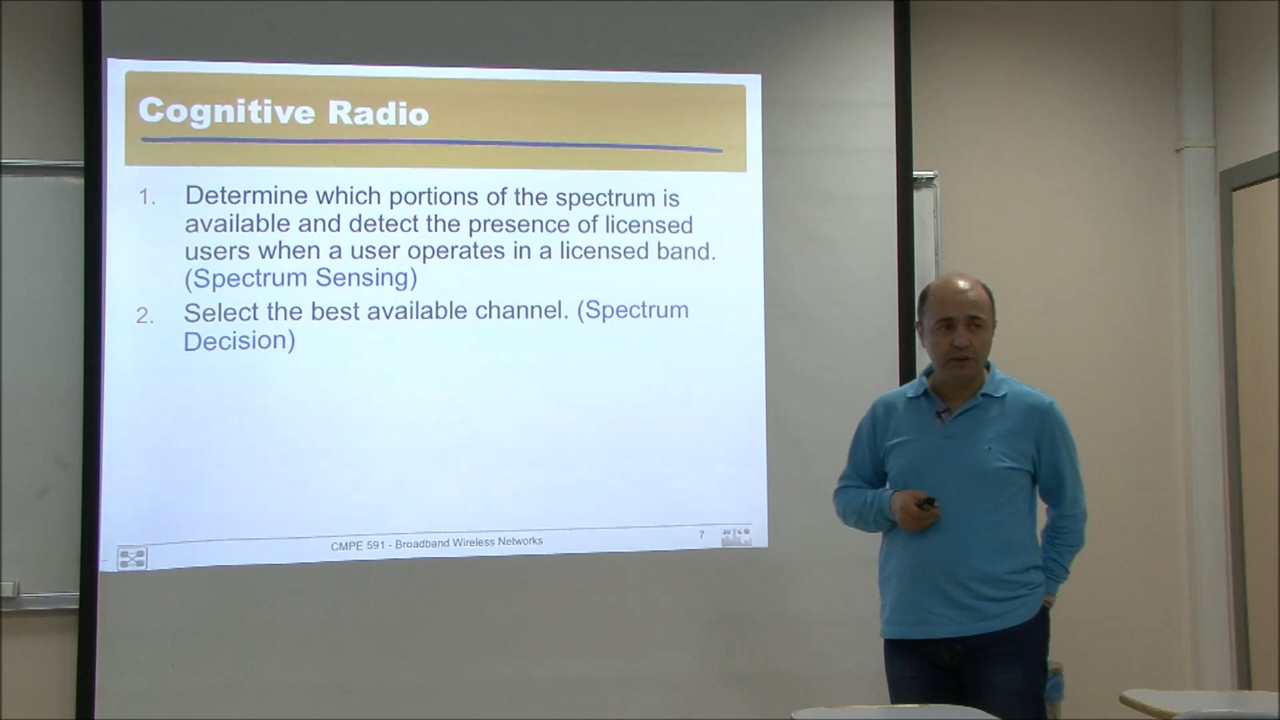 Cognitive Radio
1. Determine which portions of the spectrum is
available and detect the presence of licensed
users when a user operates in a licensed band.
(Spectrum Sensing)
2. Select the best available channel. (Spectrum
Decision)
CMPE 591 - Broadband Wireless Networks
7